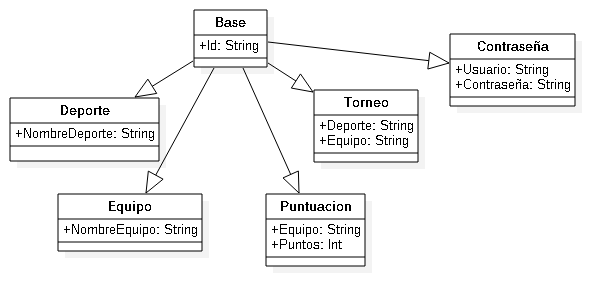 Base
+Id: String
Contraseña
+Usuario: String
+Contraseña: String
Deporte
+NombreDeporte: String
Torneo
+Deporte: String
+Equipo: String
Equipo
+NombreEquipo: String
Puntuacion
+Equipo: String
+Puntos: Int